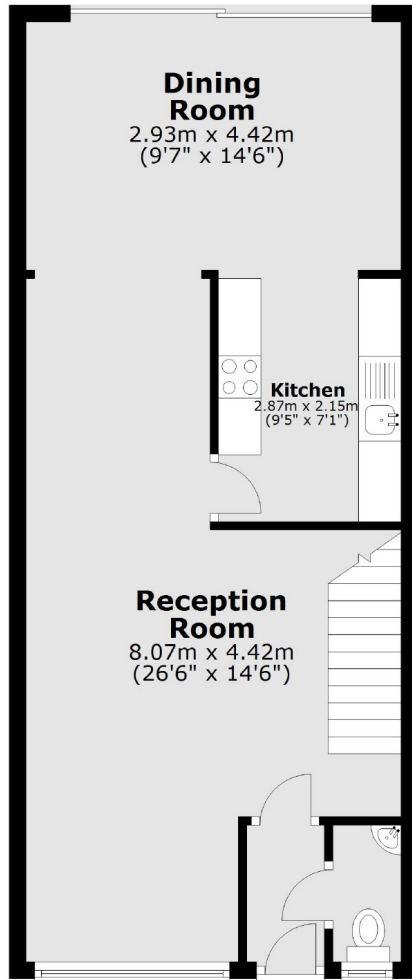 Dining
Room
2.93m x 4.42m
(9'7" x 14'6")
Kitchen
2.87m x 2.15m
(9'5" x 7'1")
Reception
Room
8.07m x 4.42m
(26'6" x 14'6")